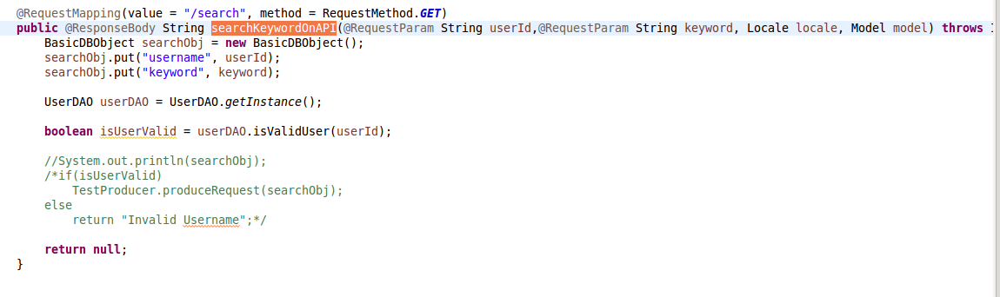 @RequestMapping(value = "/search", method = RequestMethod.GET)
public @ResponseBody String searchKeywordOnAPI(@RequestParam String userId,@RequestParam String keyword, Locale locale, Model model) throws
BasicDBObject searchObj = new BasicDBObject();
searchObj.put("username", userId);
searchObj.put("keyword", keyword);
UserDAO userDAO = UserDAO.getInstance();
boolean isUserValid = userDAO.isValidUser(userId);
//System.out.println(searchObj);
/*if(isUserValid)
TestProducer.produceRequest(searchObj);
else
return "Invalid Username";*/
return null;
}